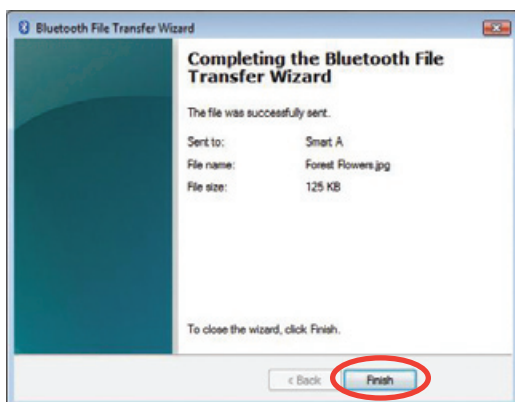 Bluetooth File Transfer Wizard
Completing the Bluetooth File
Transfer Wizard
The file was successfully sent.
Sent to: Smart A
File name: Forest Flowers.jpg
File size: 125 KB
To close the wizard, click Finish.
< Back Finish